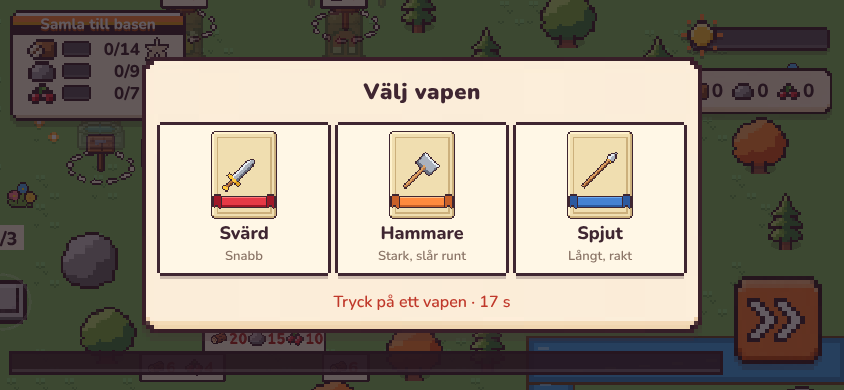 Samla till basen
0/14
0/9
0/7
0
0
0
Välj vapen
Svärd
Snabb
Hammare
Stark, slår runt
Spjut
Långt, rakt
Tryck på ett vapen · 17 s
/3
20 15 10